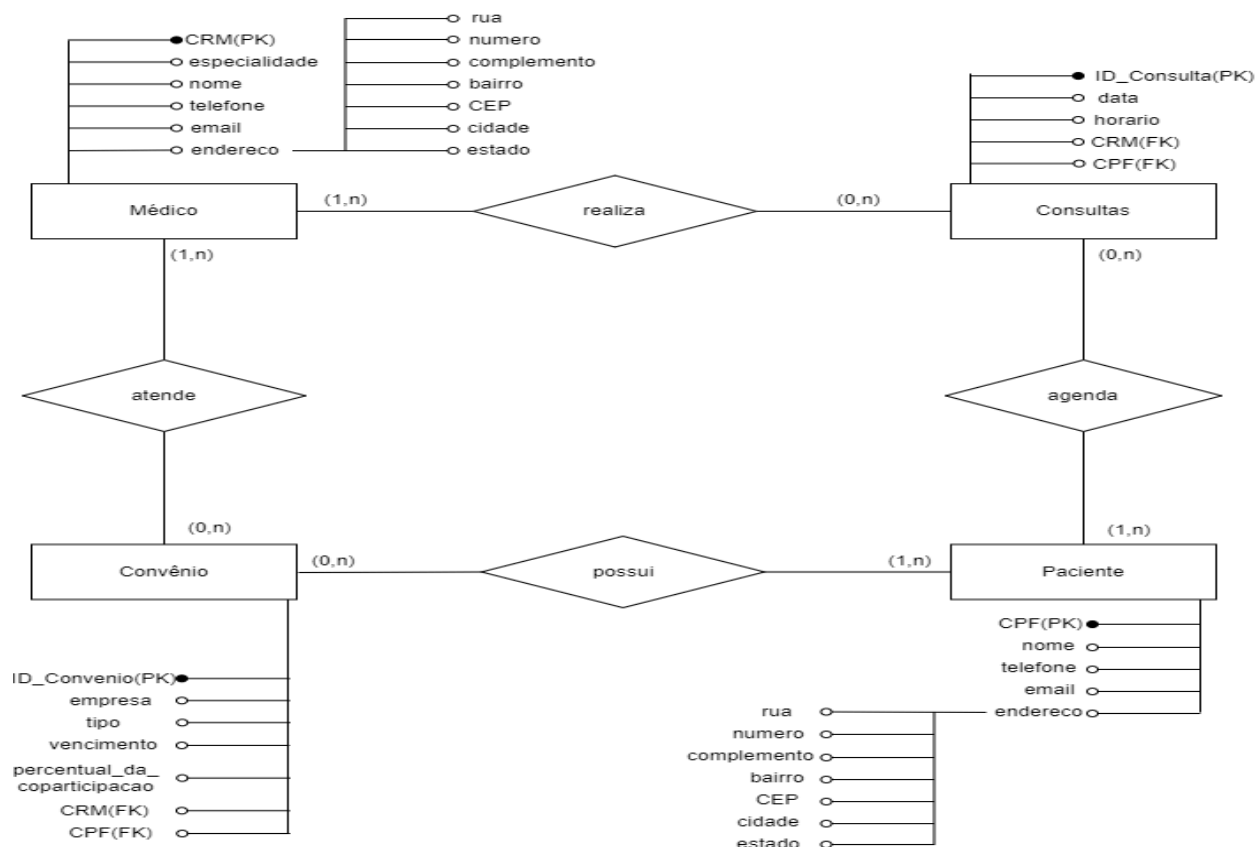 CRM(PK)
especialidade
nome
telefone
email
endereco
rua
numero
complemento
bairro
CEP
cidade
estado
ID_Consulta(PK)
data
horario
CRM(FK)
CPF(FK)
Médico
(1,n)
realiza
(0,n)
Consultas
(1,n)
(0,n)
atende
agenda
(0,n)
(1,n)
Convênio
(0,n)
possui
(1,n)
Paciente
ID_Convenio(PK)
empresa
tipo
vencimento
percentual_da_
coparticipacao
CRM(FK)
CPF(FK)
CPF(PK)
nome
telefone
email
endereco
rua
numero
complemento
bairro
CEP
cidade
estado